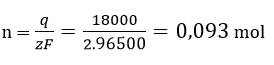 n = q/zF = 18000/2.96500 = 0,093 mol